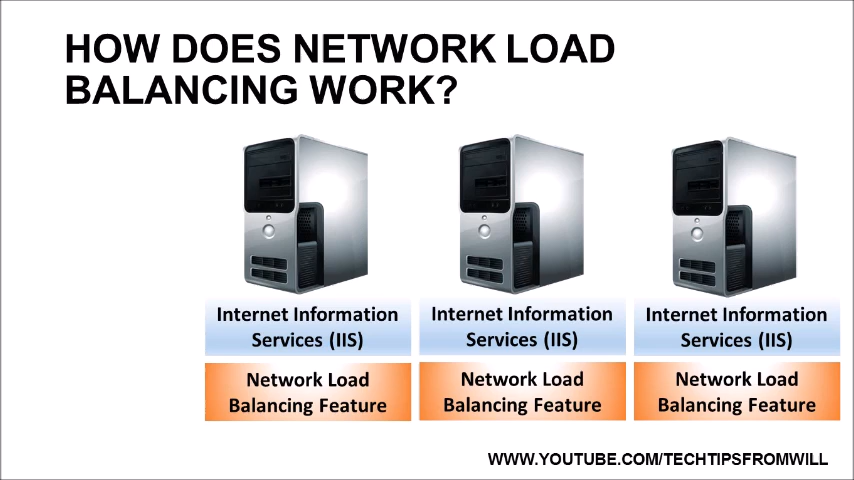 HOW DOES NETWORK LOAD
BALANCING WORK?
Internet Information
Services (IIS)
Network Load
Balancing Feature
Internet Information
Services (IIS)
Network Load
Balancing Feature
Internet Information
Services (IIS)
Network Load
Balancing Feature
WWW.YOUTUBE.COM/TECHTIPSFROMWILL